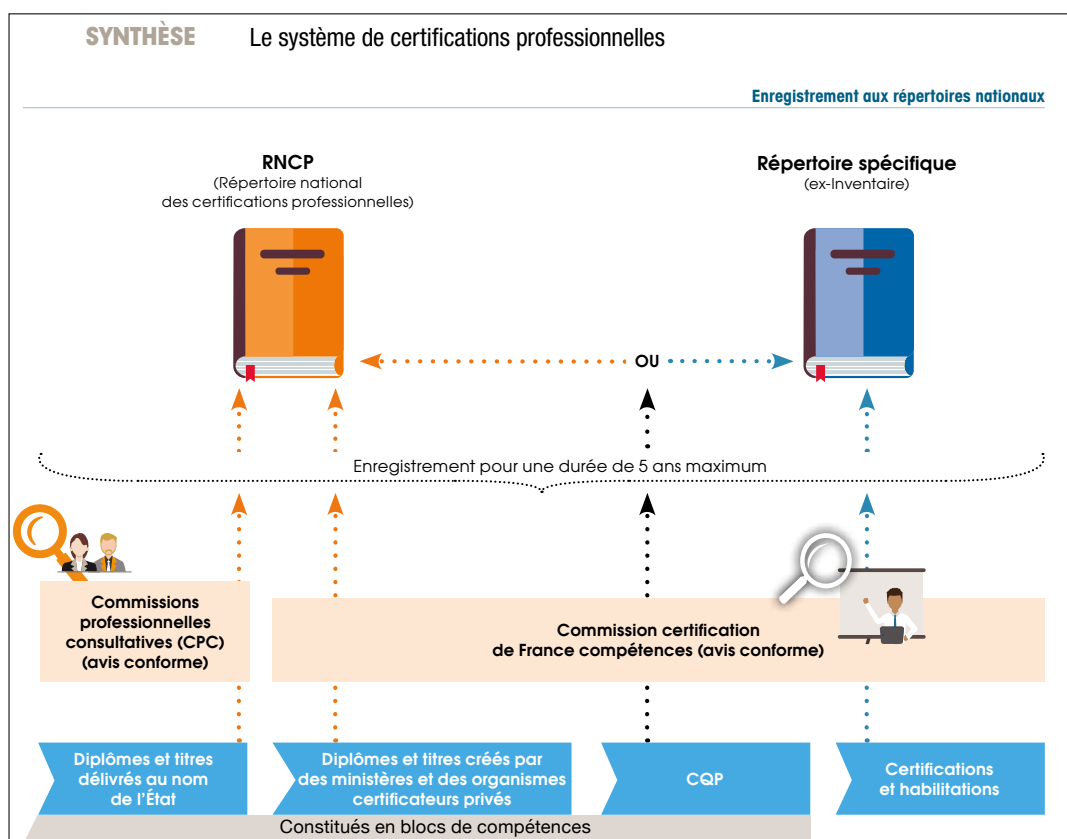 SYNTHÈSE Le système de certifications professionnelles
Enregistrement aux répertoires nationaux
RNCP
(Répertoire national
des certifications professionnelles)
Répertoire spécifique
(ex-Inventaire)
OU
Enregistrement pour une durée de 5 ans maximum
Commissions
professionnelles
consultatives (CPC)
(avis conforme)
Commission certification
de France compétences (avis conforme)
Diplômes et titres
délivrés au nom
de l'État
Diplômes et titres créés par
des ministères et des organismes
certificateurs privés
CQP
Certifications
et habilitations
Constitués en blocs de compétences